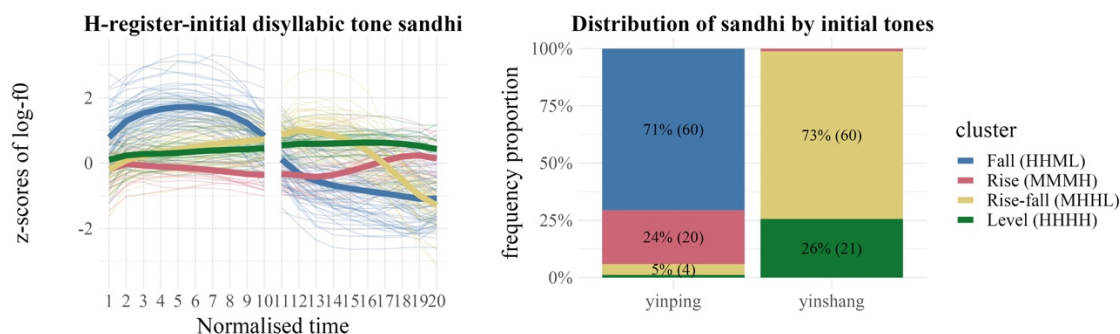 H-register-initial disyllabic tone sandhi
z-scores of log-f0
2
0
-2
1 2 3 4 5 6 7 8 9 10 11 12 13 14 15 16 17 18 19 20
Normalised time
Distribution of sandhi by initial tones
frequency proportion
100%
75%
50%
25%
0%
71% (60)
24% (20)
5% (4)
73% (60)
26% (21)
yinping
yinshang
cluster
Fall (HHML)
Rise (MMMH)
Rise-fall (MHHL)
Level (HHHH)